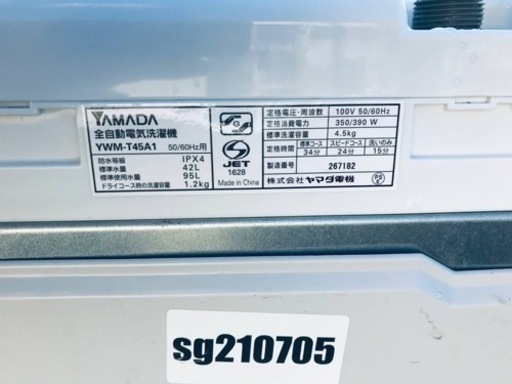 YAMADA
全自動電気洗濯機
YWM-T45A1 50/60Hz用
防水等級 IPX4
標準水量 42L
標準使用水量 95L
ドライコース時の洗濯容量 1.2kg
JET
1628
Made in China
定格電圧・周波数 100V 50/60Hz
定格消費電力 350/390 W
標準洗濯容量 4.5kg
標準コース スピードコース 洗剤
目安時間 34分 24分 15分
製造番号 267182
株式会社ヤマダ電機
PSE
sg210705